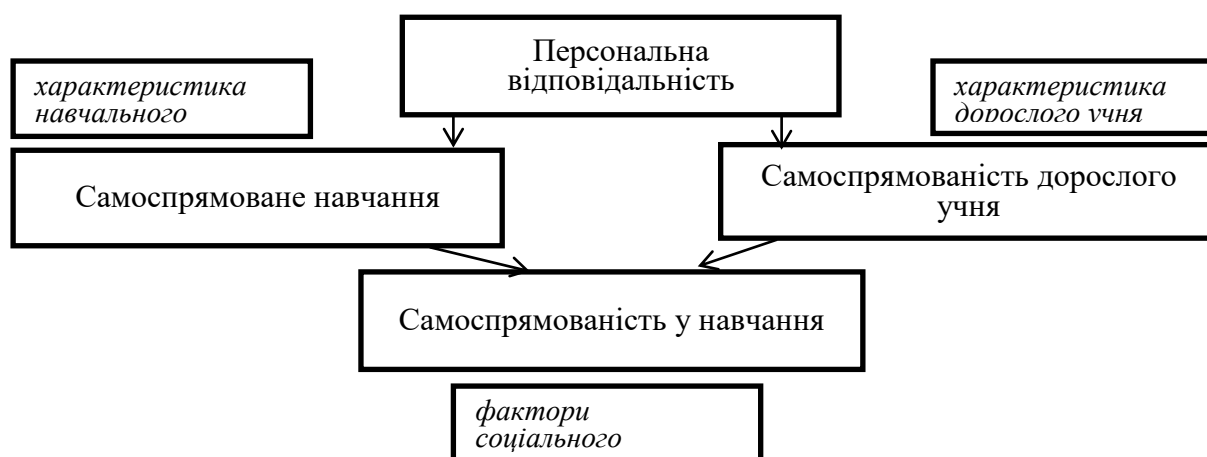 Персональна
відповідальність
характеристика
навчального
характеристика
дорослого учня
Самоспрямоване навчання
Самоспрямованість дорослого
учня
Самоспрямованість у навчання
фактори
соціального